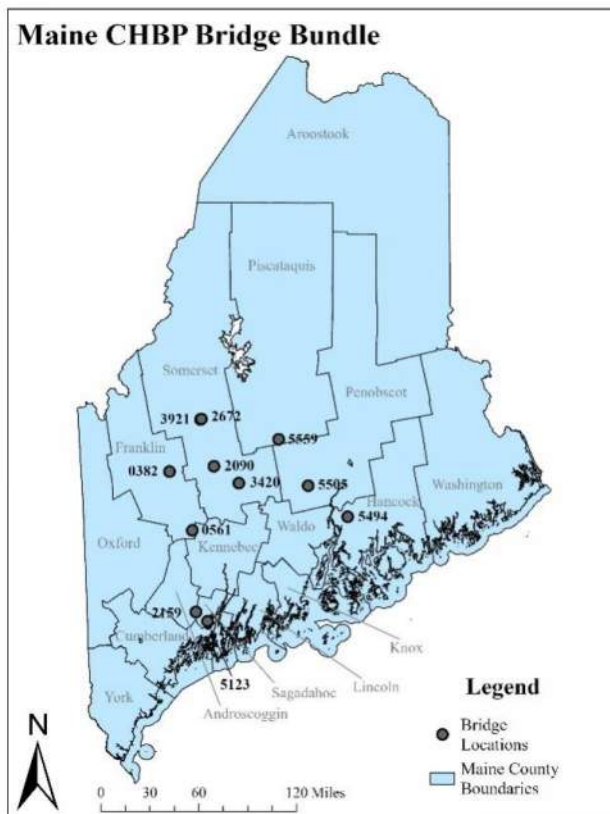 Maine CHBP Bridge Bundle
Aroostook
Piscataquis
Somerset
Penobscot
3921 2672
Franklin
5559
Washington
0382
2090
3420
5505
Hancock
5494
Waldo
0561
Kennebec
Oxford
2159
Cumberland
Knox
5123
Sagadahoc
Lincoln
York
Androscoggin
Legend
Bridge
Locations
Maine County
Boundaries
N
0 30 60 120 Miles